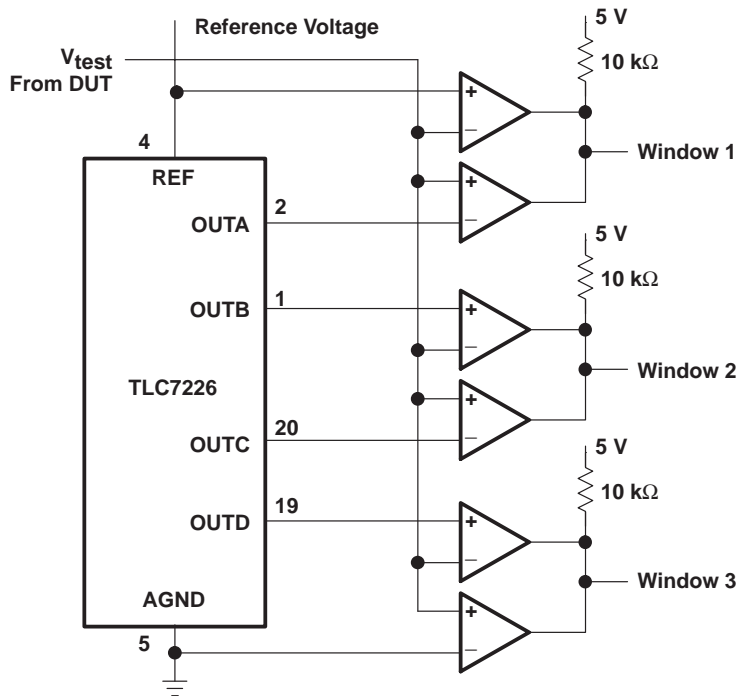 Reference Voltage
Vtest
From DUT
5 V
10 kΩ
+
–
Window 1
4
REF
+
–
2
OUTA
5 V
10 kΩ
1
OUTB
+
–
Window 2
TLC7226
+
–
20
OUTC
5 V
10 kΩ
19
OUTD
+
–
Window 3
AGND
+
–
5